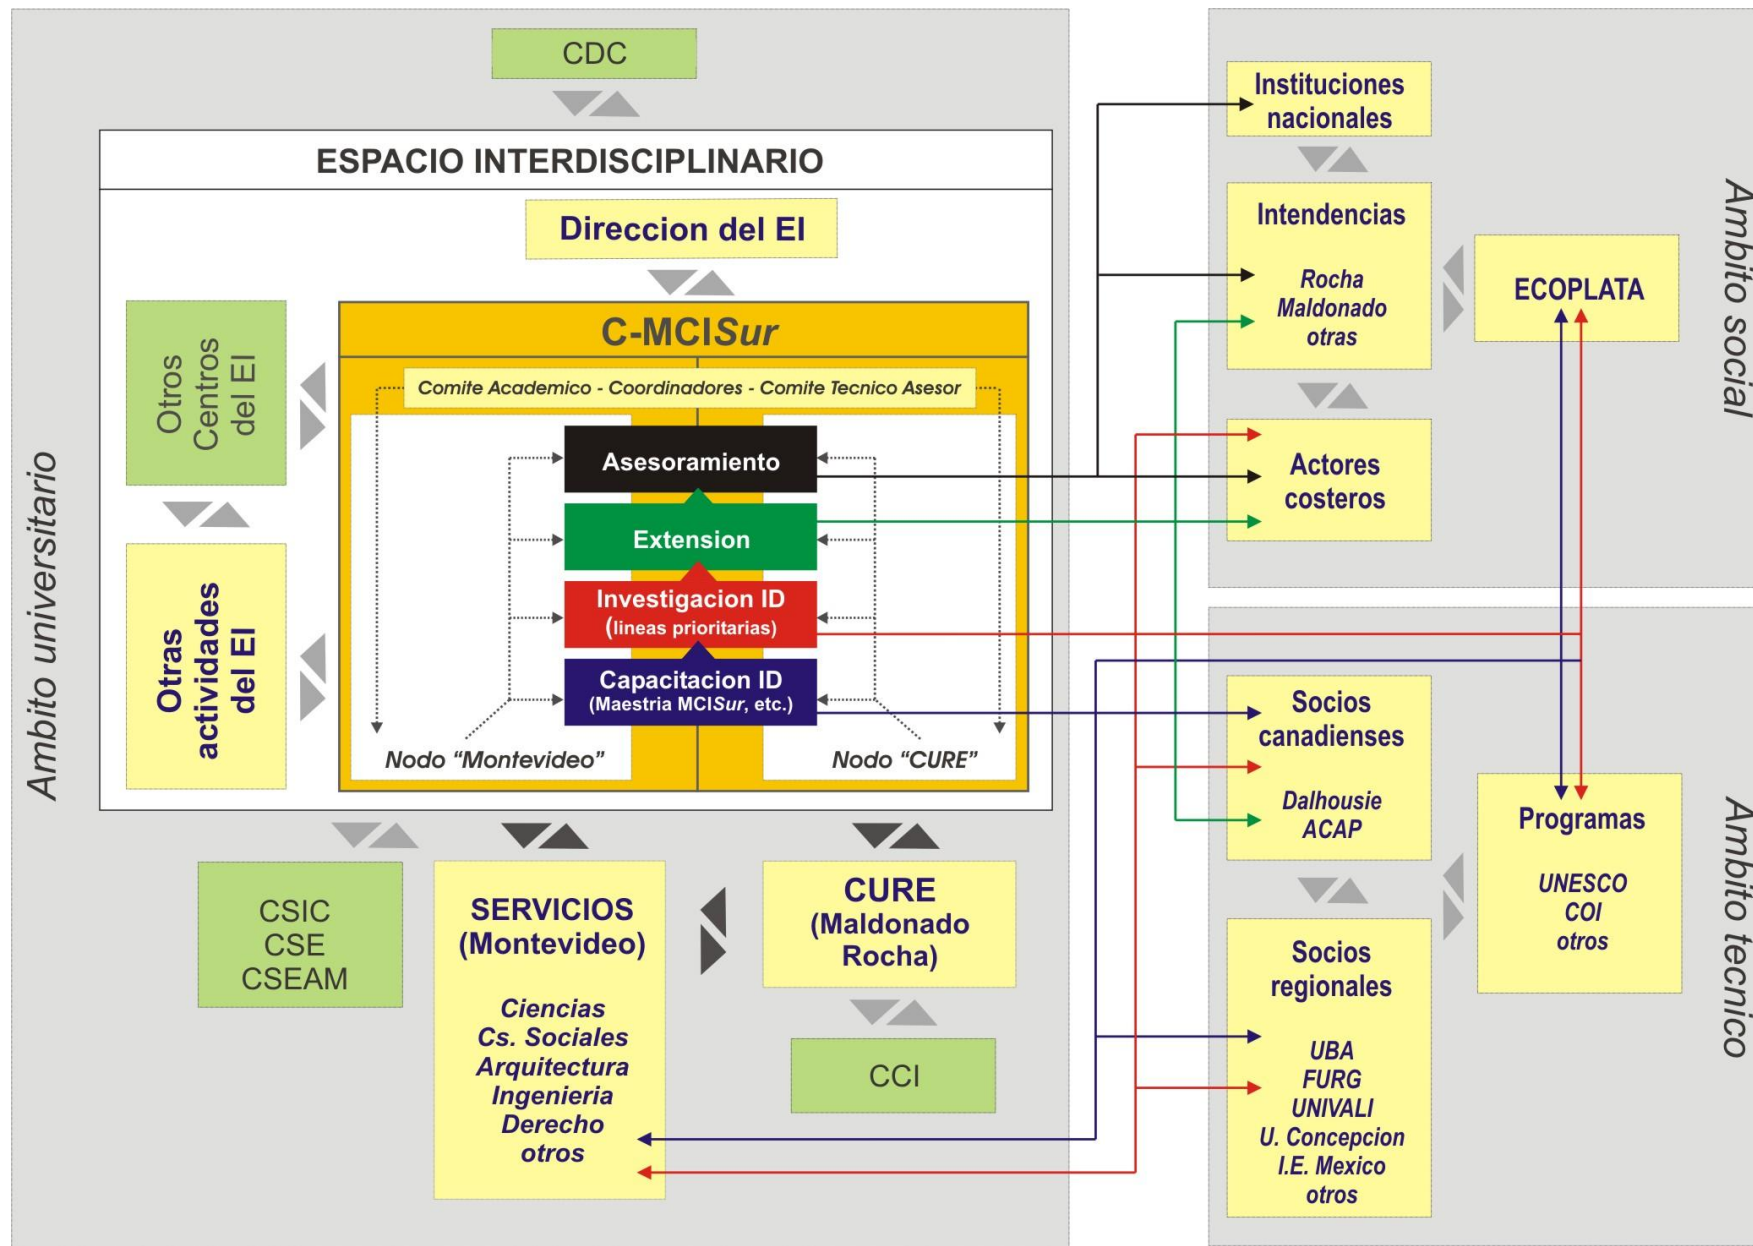 Ambito universitario
CDC
ESPACIO INTERDISCIPLINARIO
Direccion del EI
Otros
Centros
del EI
Otras
actividades
del EI
C-MCISur
Comite Academico - Coordinadores - Comite Tecnico Asesor
Asesoramiento
Extension
Investigacion ID
(lineas prioritarias)
Capacitacion ID
(Maestria MCISur, etc.)
Nodo “Montevideo”
Nodo “CURE”
CSIC
CSE
CSEAM
SERVICIOS
(Montevideo)
Ciencias
Cs. Sociales
Arquitectura
Ingenieria
Derecho
otros
CURE
(Maldonado
Rocha)
CCI
Ambito social
Instituciones
nacionales
Intendencias
Rocha
Maldonado
otras
ECOPLATA
Actores
costeros
Ambito tecnico
Socios
canadienses
Dalhousie
ACAP
Programas
UNESCO
COI
otros
Socios
regionales
UBA
FURG
UNIVALI
U. Concepcion
I.E. Mexico
otros